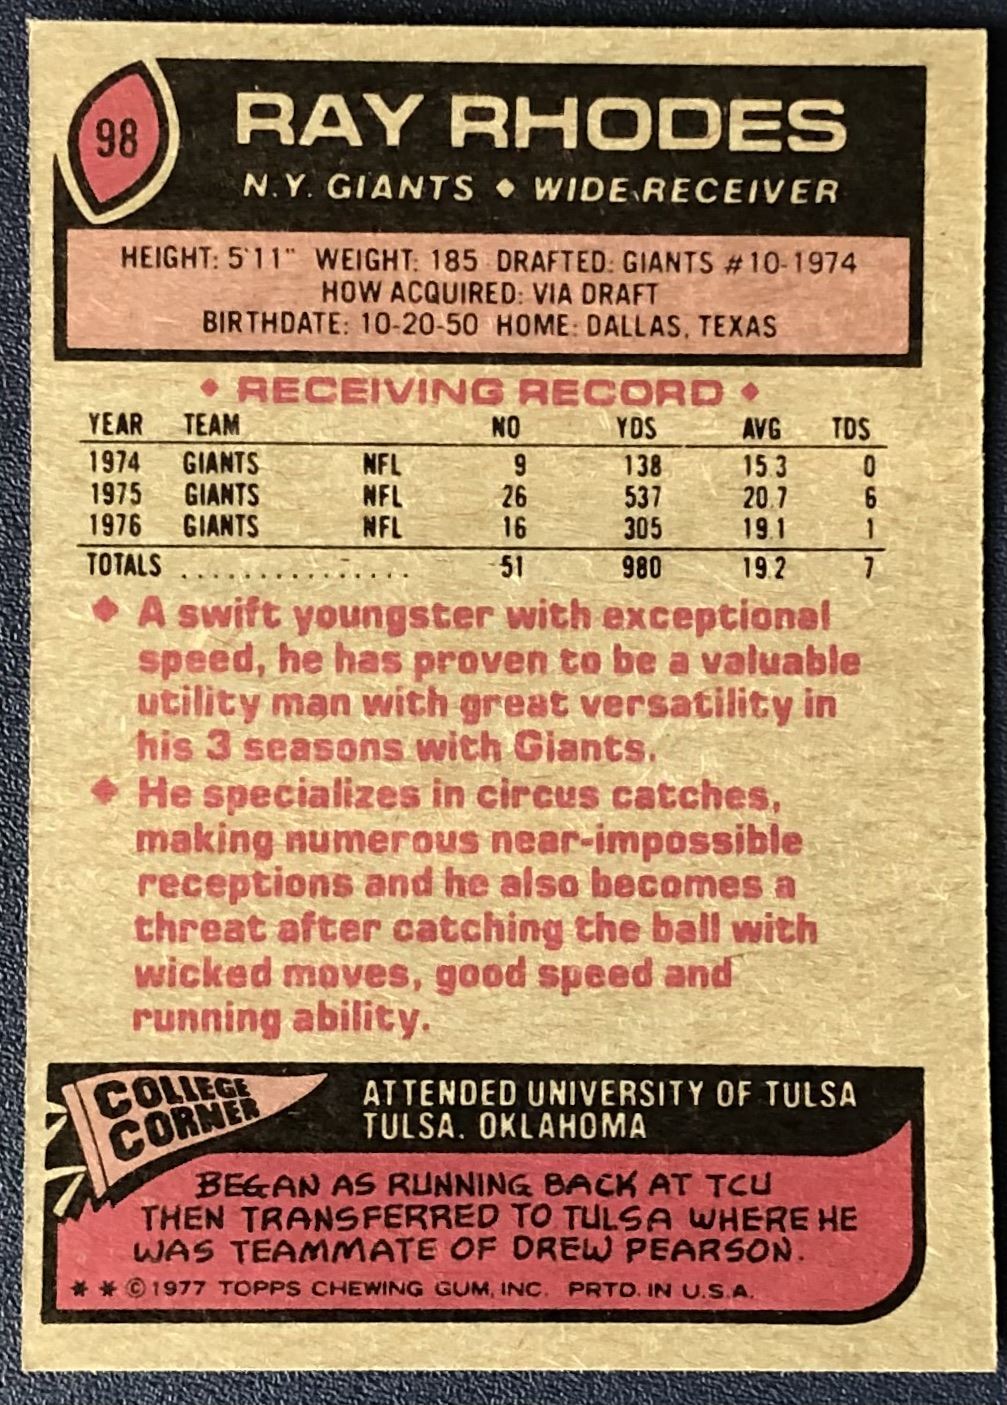 98
RAY RHODES
N.Y. GIANTS ♦ WIDE RECEIVER
HEIGHT: 5'11" WEIGHT: 185 DRAFTED: GIANTS #10-1974
HOW ACQUIRED: VIA DRAFT
BIRTHDATE: 10-20-50 HOME: DALLAS, TEXAS
♦ RECEIVING RECORD ♦
YEAR TEAM NO YDS AVG TDS
1974 GIANTS NFL 9 138 15.3 0
1975 GIANTS NFL 26 537 20.7 6
1976 GIANTS NFL 16 305 19.1 1
TOTALS ................ 51 980 19.2 7
♦ A swift youngster with exceptional
speed, he has proven to be a valuable
utility man with great versatility in
his 3 seasons with Giants.
♦ He specializes in circus catches,
making numerous near-impossible
receptions and he also becomes a
threat after catching the ball with
wicked moves, good speed and
running ability.
COLLEGE
CORNER
ATTENDED UNIVERSITY OF TULSA
TULSA, OKLAHOMA
BEGAN AS RUNNING BACK AT TCU
THEN TRANSFERRED TO TULSA WHERE HE
WAS TEAMMATE OF DREW PEARSON.
* * © 1977 TOPPS CHEWING GUM, INC. PRTD. IN U.S.A.